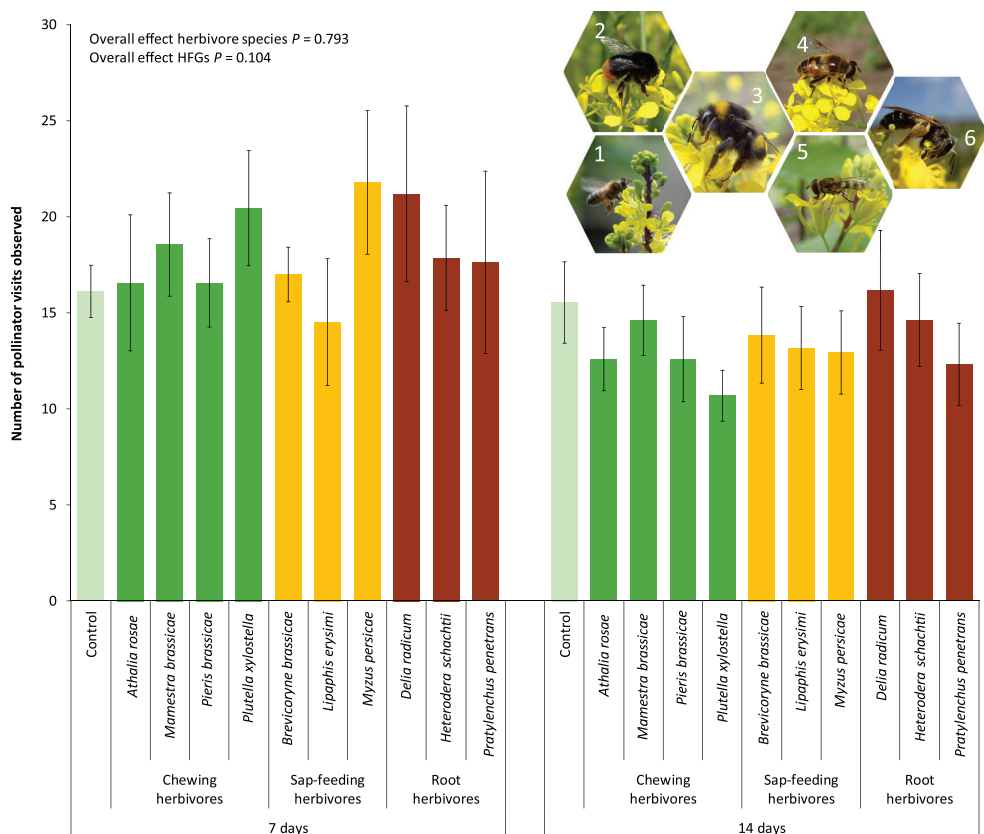 Number of pollinator visits observed
30
25
20
15
10
5
0
Overall effect herbivore species P = 0.793
Overall effect HFGs P = 0.104
2
4
3
6
1
5
Control
Athalia rosae
Mamestra brassicae
Pieris brassicae
Plutella xylostella
Brevicoryne brassicae
Lipaphis erysimi
Myzus persicae
Delia radicum
Heterodera schachtii
Pratylenchus penetrans
Control
Athalia rosae
Mamestra brassicae
Pieris brassicae
Plutella xylostella
Brevicoryne brassicae
Lipaphis erysimi
Myzus persicae
Delia radicum
Heterodera schachtii
Pratylenchus penetrans
Chewing
herbivores
Sap-feeding
herbivores
Root
herbivores
Chewing
herbivores
Sap-feeding
herbivores
Root
herbivores
7 days
14 days